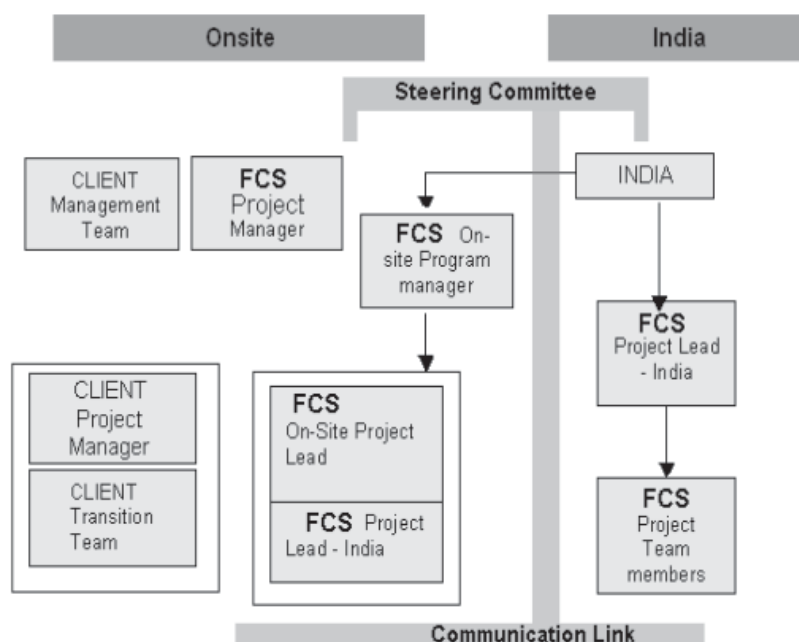 Onsite
India
Steering Committee
CLIENT
Management
Team
FCS
Project
Manager
INDIA
FCS On-
site Program
manager
FCS
Project Lead
- India
CLIENT
Project
Manager
CLIENT
Transition
Team
FCS
On-Site Project
Lead
FCS Project
Lead - India
FCS
Project
Team
members
Communication Link